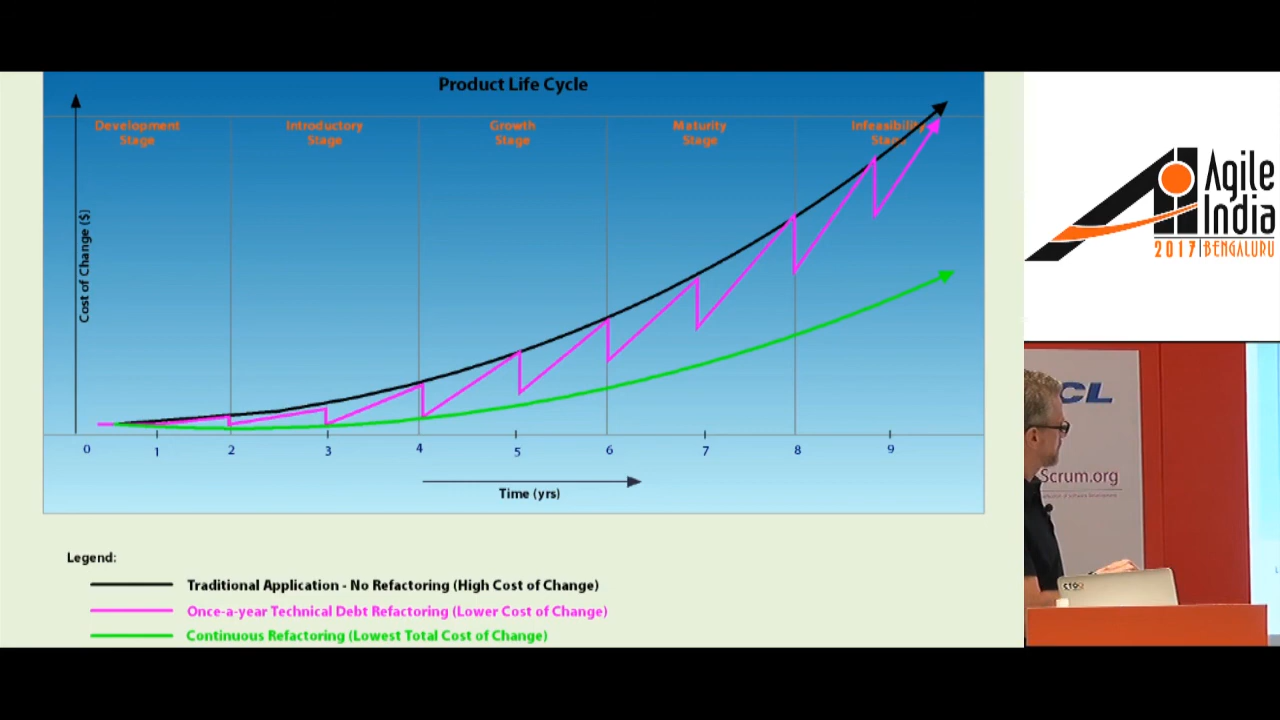 Product Life Cycle
Development
Stage
Introductory
Stage
Growth
Stage
Maturity
Stage
Infeasibility
Stage
Cost of Change ($)
0 1 2 3 4 5 6 7 8 9
Time (yrs)
Legend:
Traditional Application - No Refactoring (High Cost of Change)
Once-a-year Technical Debt Refactoring (Lower Cost of Change)
Continuous Refactoring (Lowest Total Cost of Change)
Agile
India
2017 | BENGALURU
CL
Scrum.org